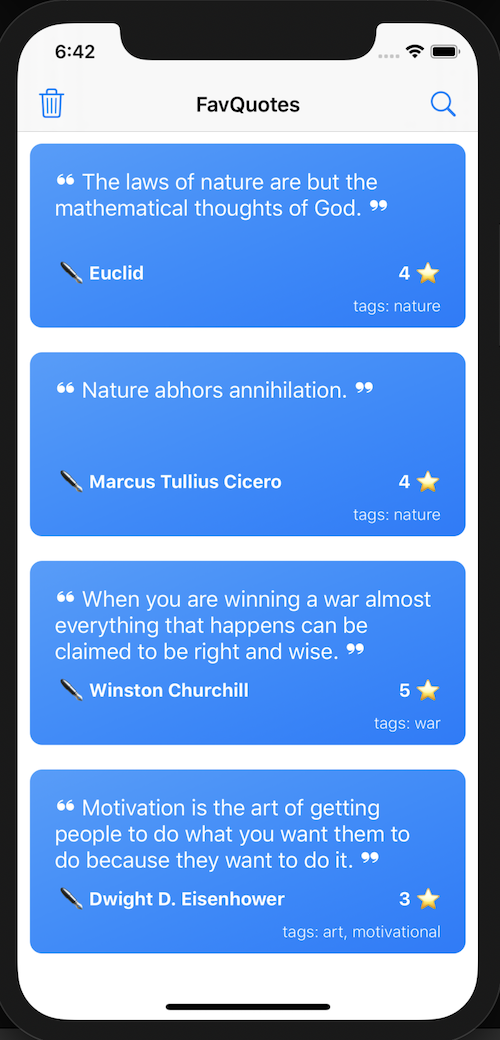 6:42
FavQuotes
❝ The laws of nature are but the
mathematical thoughts of God. ❞
Euclid
4
tags: nature
❝ Nature abhors annihilation. ❞
Marcus Tullius Cicero
4
tags: nature
❝ When you are winning a war almost
everything that happens can be
claimed to be right and wise. ❞
Winston Churchill
5
tags: war
❝ Motivation is the art of getting
people to do what you want them to
do because they want to do it. ❞
Dwight D. Eisenhower
3
tags: art, motivational